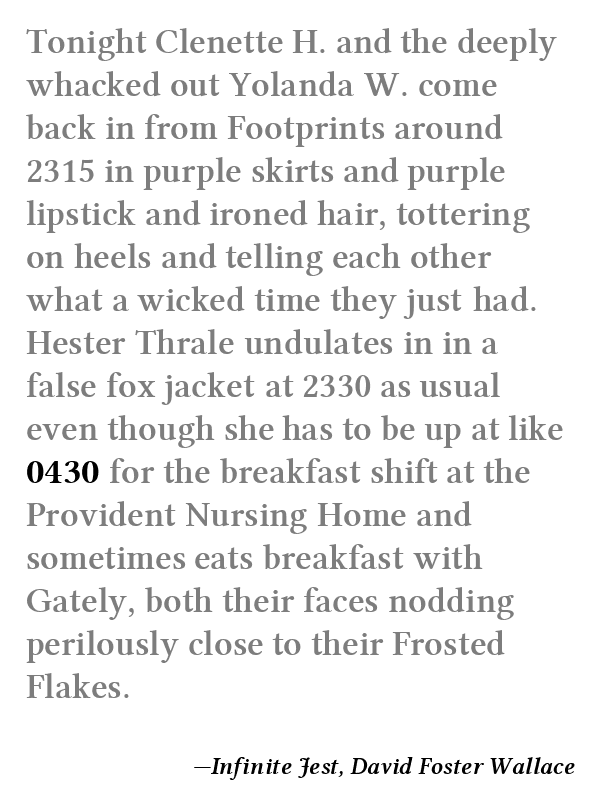 Tonight Clenette H. and the deeply
whacked out Yolanda W. come
back in from Footprints around
2315 in purple skirts and purple
lipstick and ironed hair, tottering
on heels and telling each other
what a wicked time they just had.
Hester Thrale undulates in in a
false fox jacket at 2330 as usual
even though she has to be up at like
0430 for the breakfast shift at the
Provident Nursing Home and
sometimes eats breakfast with
Gately, both their faces nodding
perilously close to their Frosted
Flakes.
—Infinite Jest, David Foster Wallace